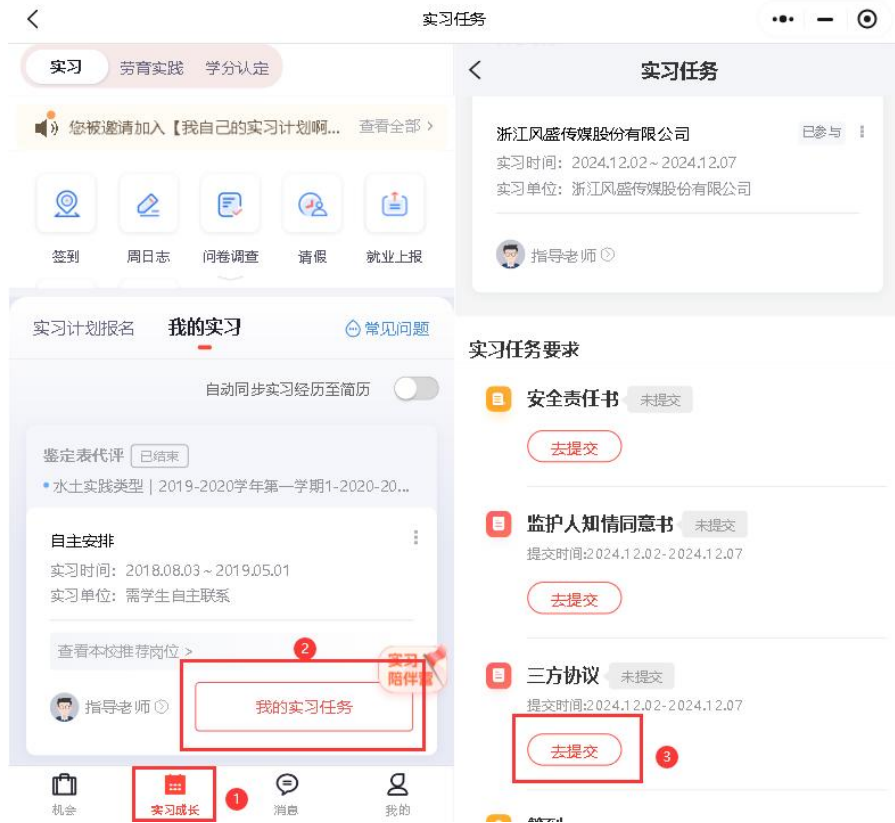 实习任务
实习 劳育实践 学分认定
您被邀请加入【我自己的实习计划啊... 查看全部 >
签到 周日志 问卷调查 请假 就业上报
实习计划报名 我的实习 常见问题
自动同步实习经历至简历
鉴定表代评 已结束
水土实践类型 | 2019-2020学年第一学期1-2020-20...
自主安排
实习时间：2018.08.03~2019.05.01
实习单位：需学生自主联系
查看本校推荐岗位 >
2
实习
陪伴
指导老师
我的实习任务
机会 实习成长 1 消息 我的
实习任务
浙江风盛传媒股份有限公司 已参与
实习时间：2024.12.02~2024.12.07
实习单位：浙江风盛传媒股份有限公司
指导老师
实习任务要求
安全责任书 未提交
去提交
监护人知情同意书 未提交
提交时间:2024.12.02-2024.12.07
去提交
三方协议 未提交
提交时间:2024.12.02-2024.12.07
去提交 3